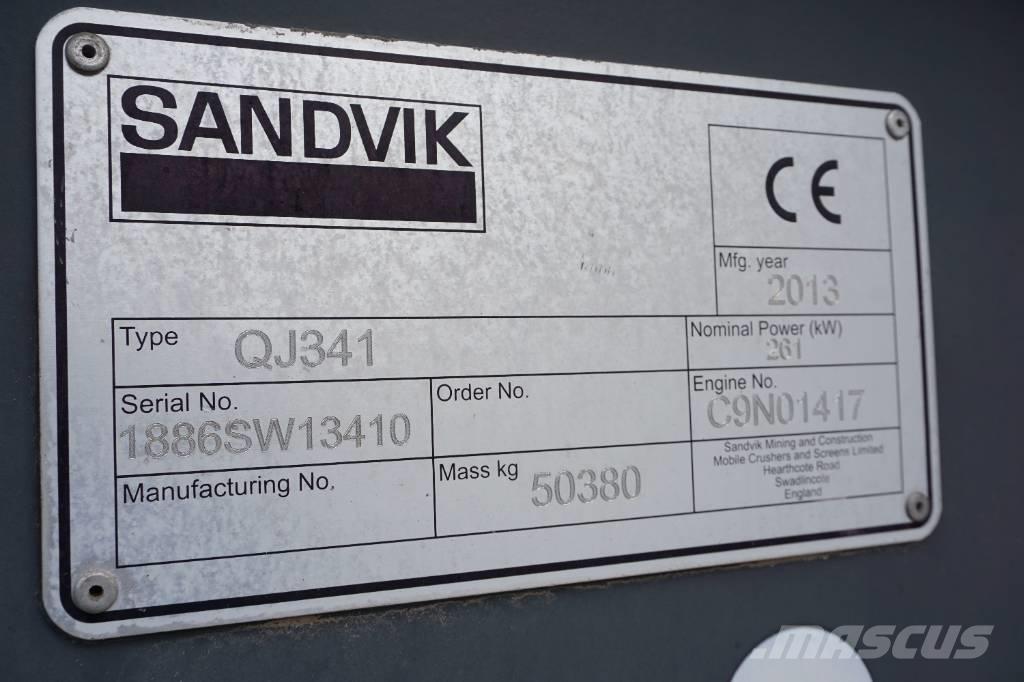 SANDVIK
CE
Mfg. year
2013
Type QJ341
Nominal Power (kW)
261
Serial No.
1886SW13410
Order No.
Engine No.
C9N01417
Manufacturing No.
Mass kg 50380
Sandvik Mining and Construction
Mobile Crushers and Screens Limited
Hearthcote Road
Swadlincote
England
MASCUS